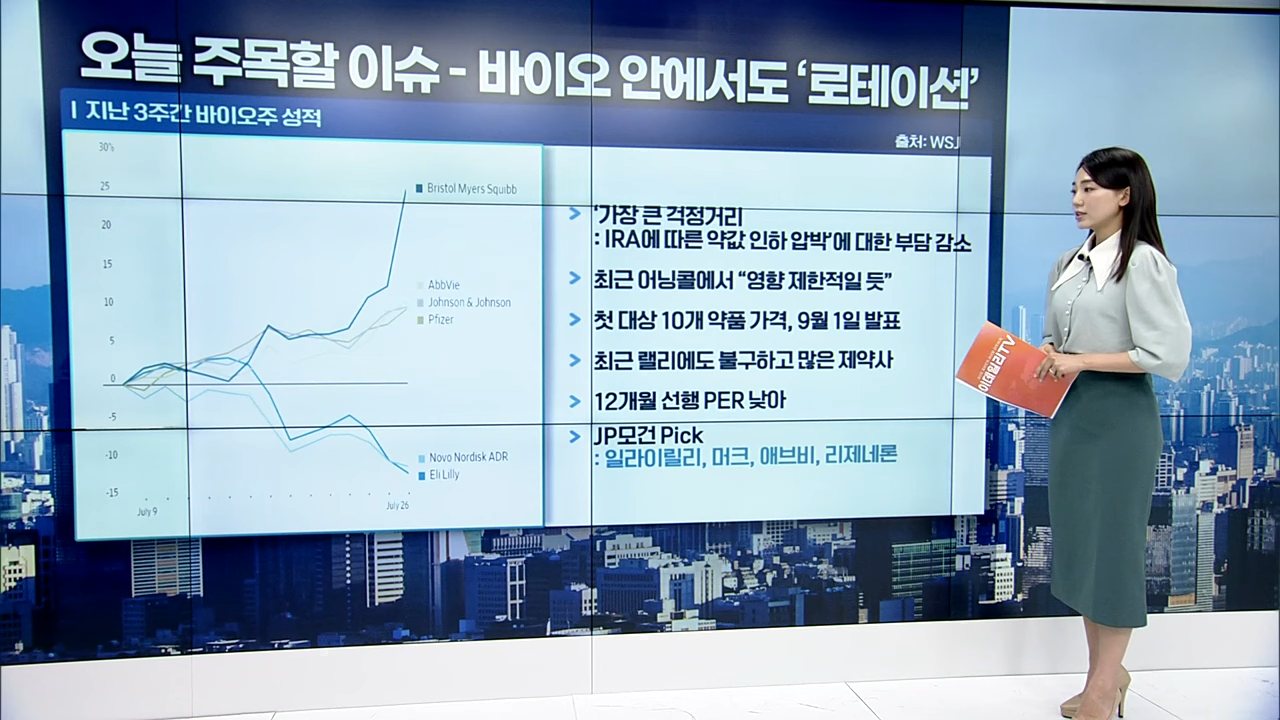 오늘 주목할 이슈 - 바이오 안에서도 '로테이션'
| 지난 3주간 바이오주 성적
출처: WSJ
30%
25
20
15
10
5
0
-5
-10
-15
July 9
July 26
Bristol Myers Squibb
AbbVie
Johnson & Johnson
Pfizer
Novo Nordisk ADR
Eli Lilly
> '가장 큰 걱정거리
: IRA에 따른 약값 인하 압박'에 대한 부담 감소
> 최근 어닝콜에서 "영향 제한적일 듯"
> 첫 대상 10개 약품 가격, 9월 1일 발표
> 최근 랠리에도 불구하고 많은 제약사
> 12개월 선행 PER 낮아
> JP모건 Pick
: 일라이릴리, 머크, 애브비, 리제네론
이데일리TV